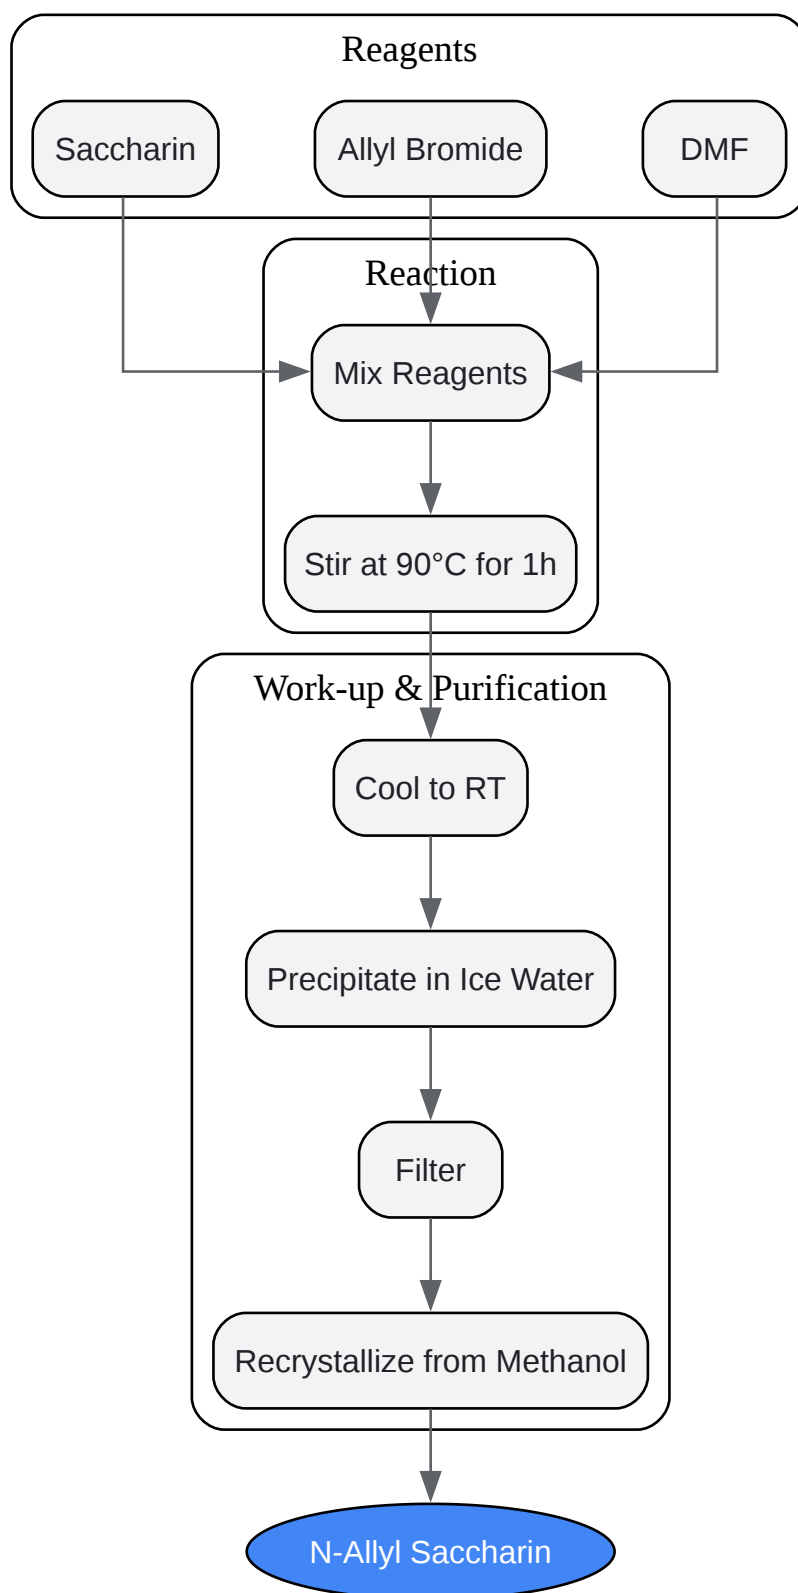 Reagents
Saccharin
Allyl Bromide
DMF
Reaction
Mix Reagents
Stir at 90°C for 1h
Work-up & Purification
Cool to RT
Precipitate in Ice Water
Filter
Recrystallize from Methanol
N-Allyl Saccharin